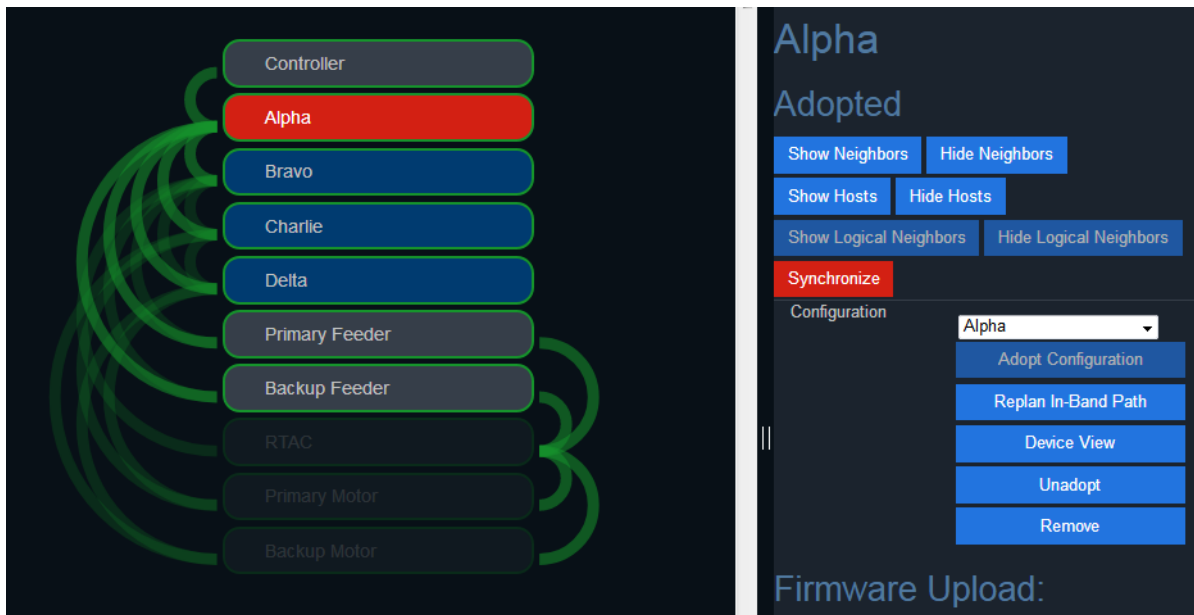 Controller
Alpha
Bravo
Charlie
Delta
Primary Feeder
Backup Feeder
RTAC
Primary Motor
Backup Motor
Alpha
Adopted
Show Neighbors Hide Neighbors
Show Hosts Hide Hosts
Show Logical Neighbors Hide Logical Neighbors
Synchronize
Configuration
Alpha
Adopt Configuration
Replan In-Band Path
Device View
Unadopt
Remove
Firmware Upload: